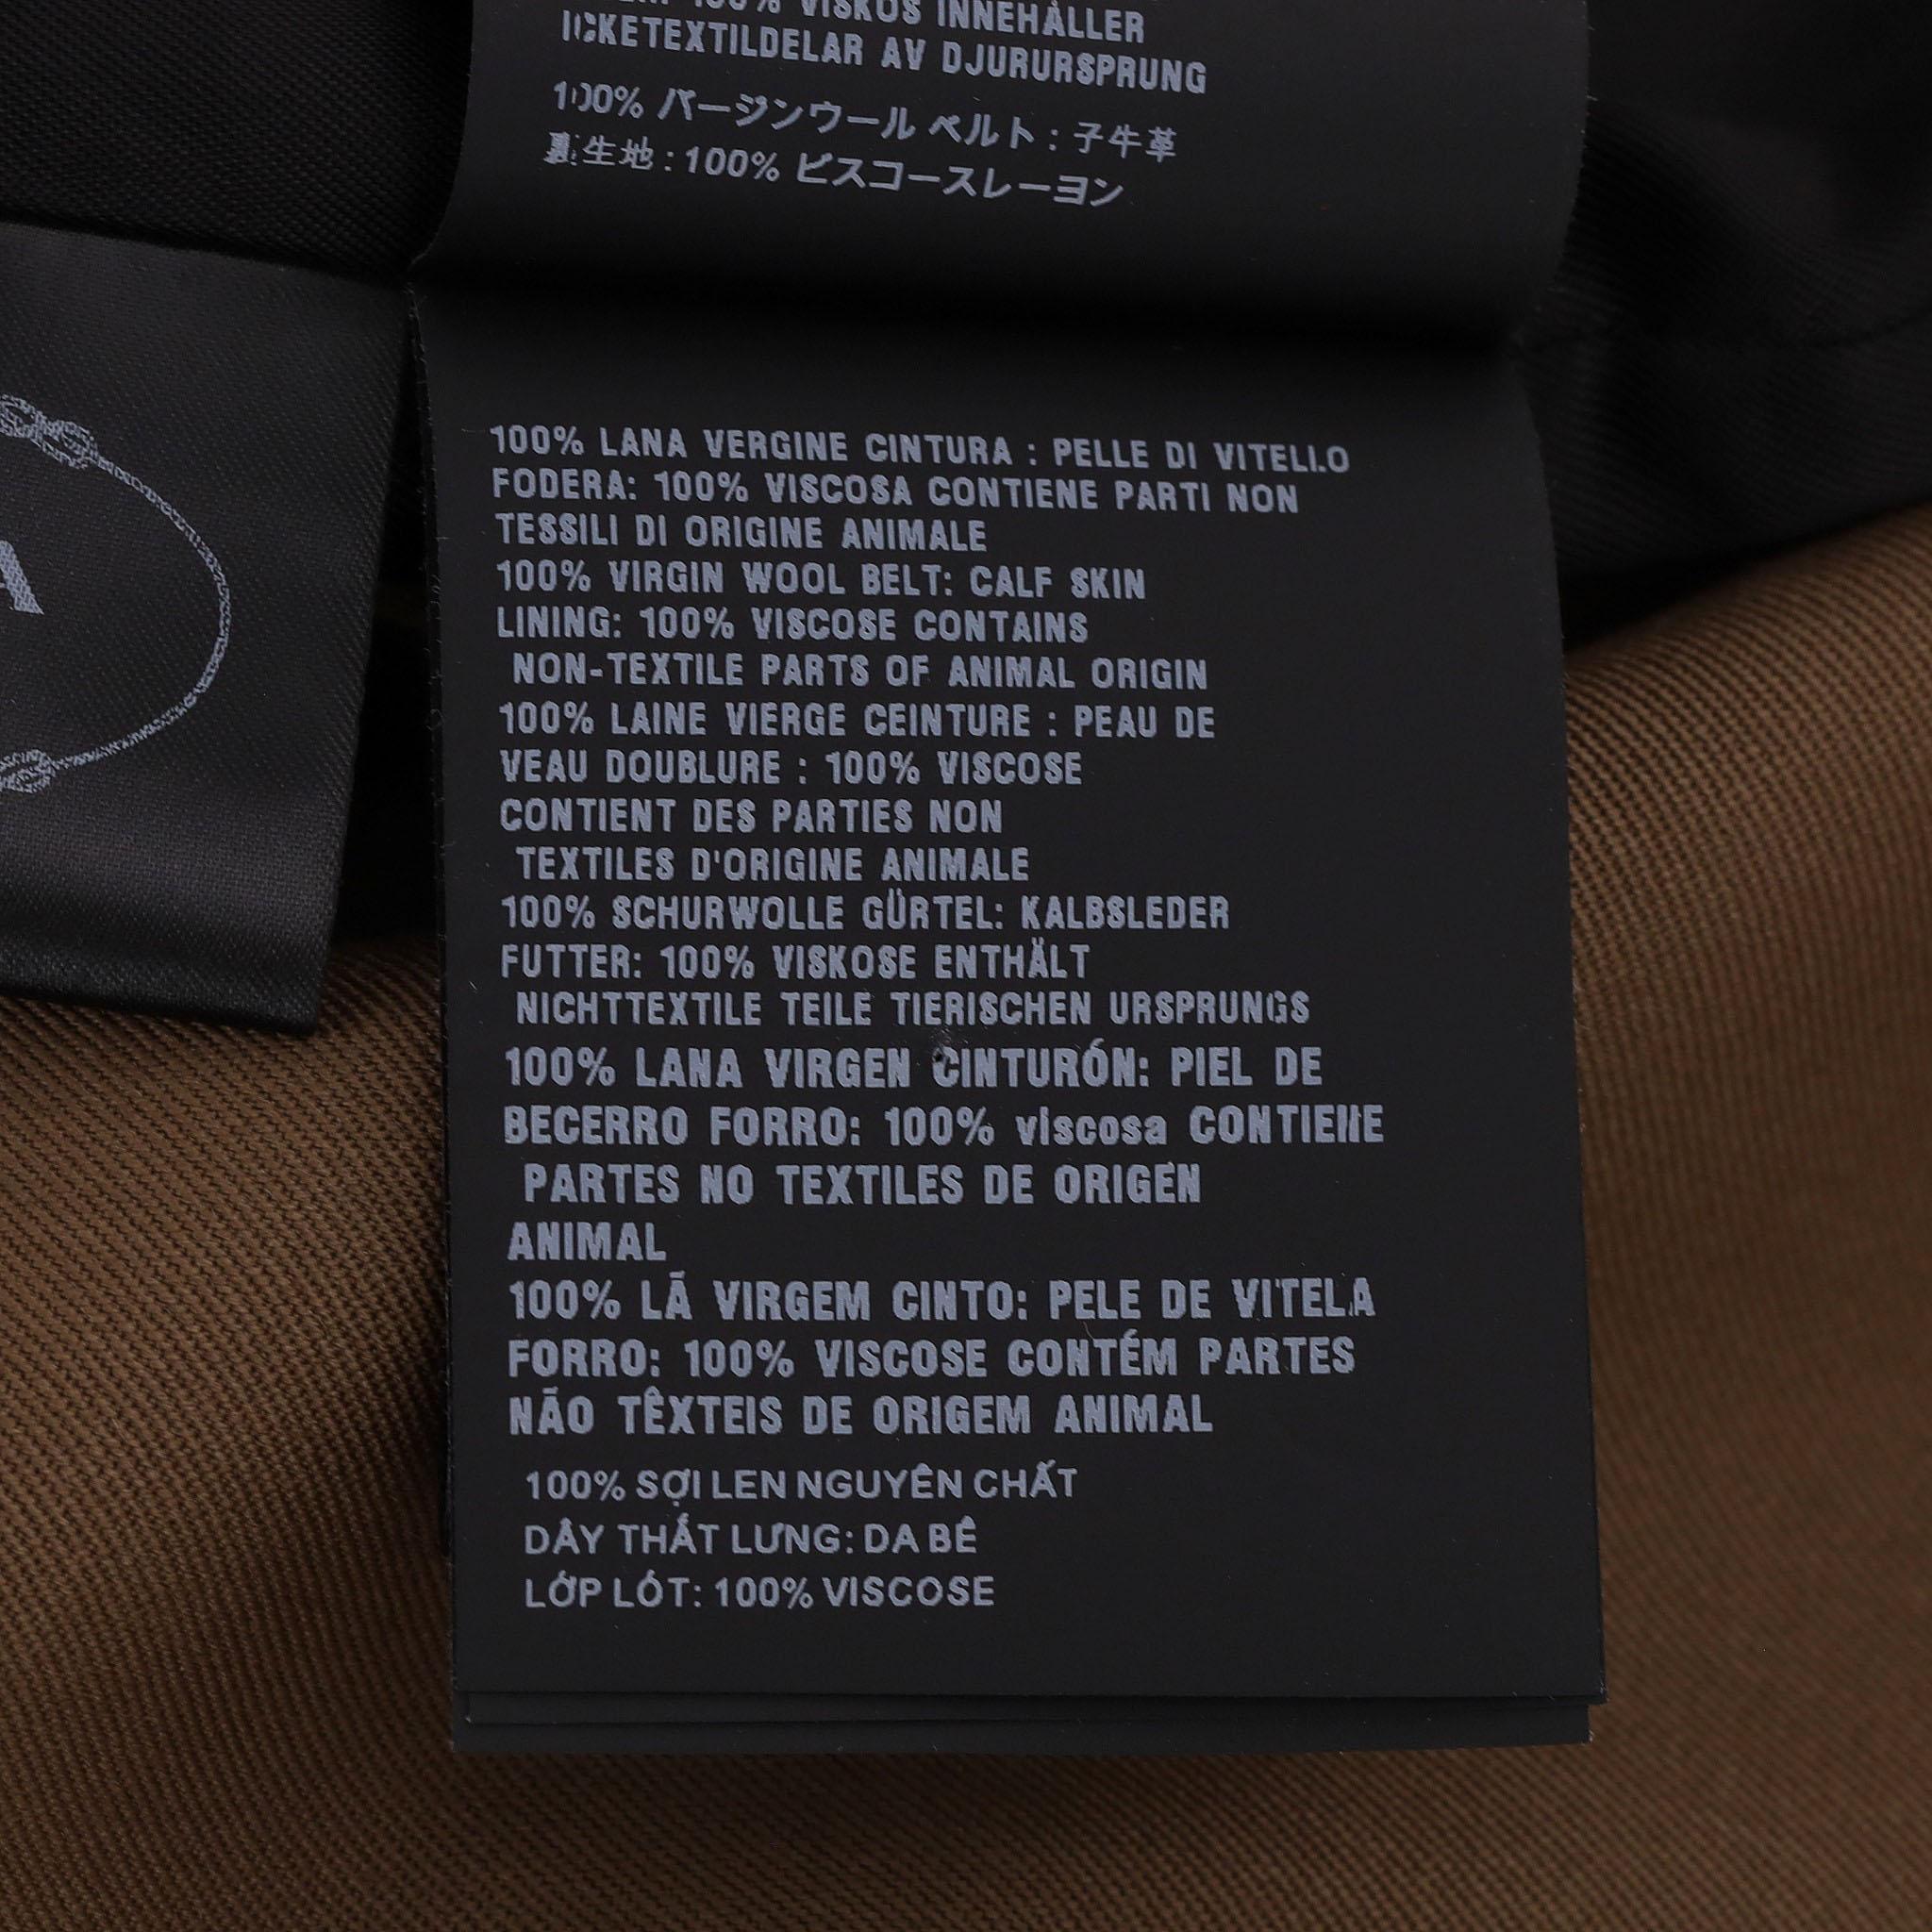 100% VISKOS INNEHÅLLER
ICKETEXTILDELAR AV DJURURSPRUNG
100% バージンウール ベルト : 子牛革
裏生地 : 100% ビスコースレーヨン
A
100% LANA VERGINE CINTURA : PELLE DI VITELLO
FODERA: 100% VISCOSA CONTIENE PARTI NON
TESSILI DI ORIGINE ANIMALE
100% VIRGIN WOOL BELT: CALF SKIN
LINING: 100% VISCOSE CONTAINS
NON-TEXTILE PARTS OF ANIMAL ORIGIN
100% LAINE VIERGE CEINTURE : PEAU DE
VEAU DOUBLURE : 100% VISCOSE
CONTIENT DES PARTIES NON
TEXTILES D'ORIGINE ANIMALE
100% SCHURWOLLE GÜRTEL: KALBSLEDER
FUTTER: 100% VISKOSE ENTHÄLT
NICHTTEXTILE TEILE TIERISCHEN URSPRUNGS
100% LANA VIRGEN CINTURÓN: PIEL DE
BECERRO FORRO: 100% viscosa CONTIENE
PARTES NO TEXTILES DE ORIGEN
ANIMAL
100% LÃ VIRGEM CINTO: PELE DE VITELA
FORRO: 100% VISCOSE CONTÉM PARTES
NÃO TÊXTEIS DE ORIGEM ANIMAL
100% SỢI LEN NGUYÊN CHẤT
DÂY THẮT LƯNG: DA BÊ
LỚP LÓT: 100% VISCOSE